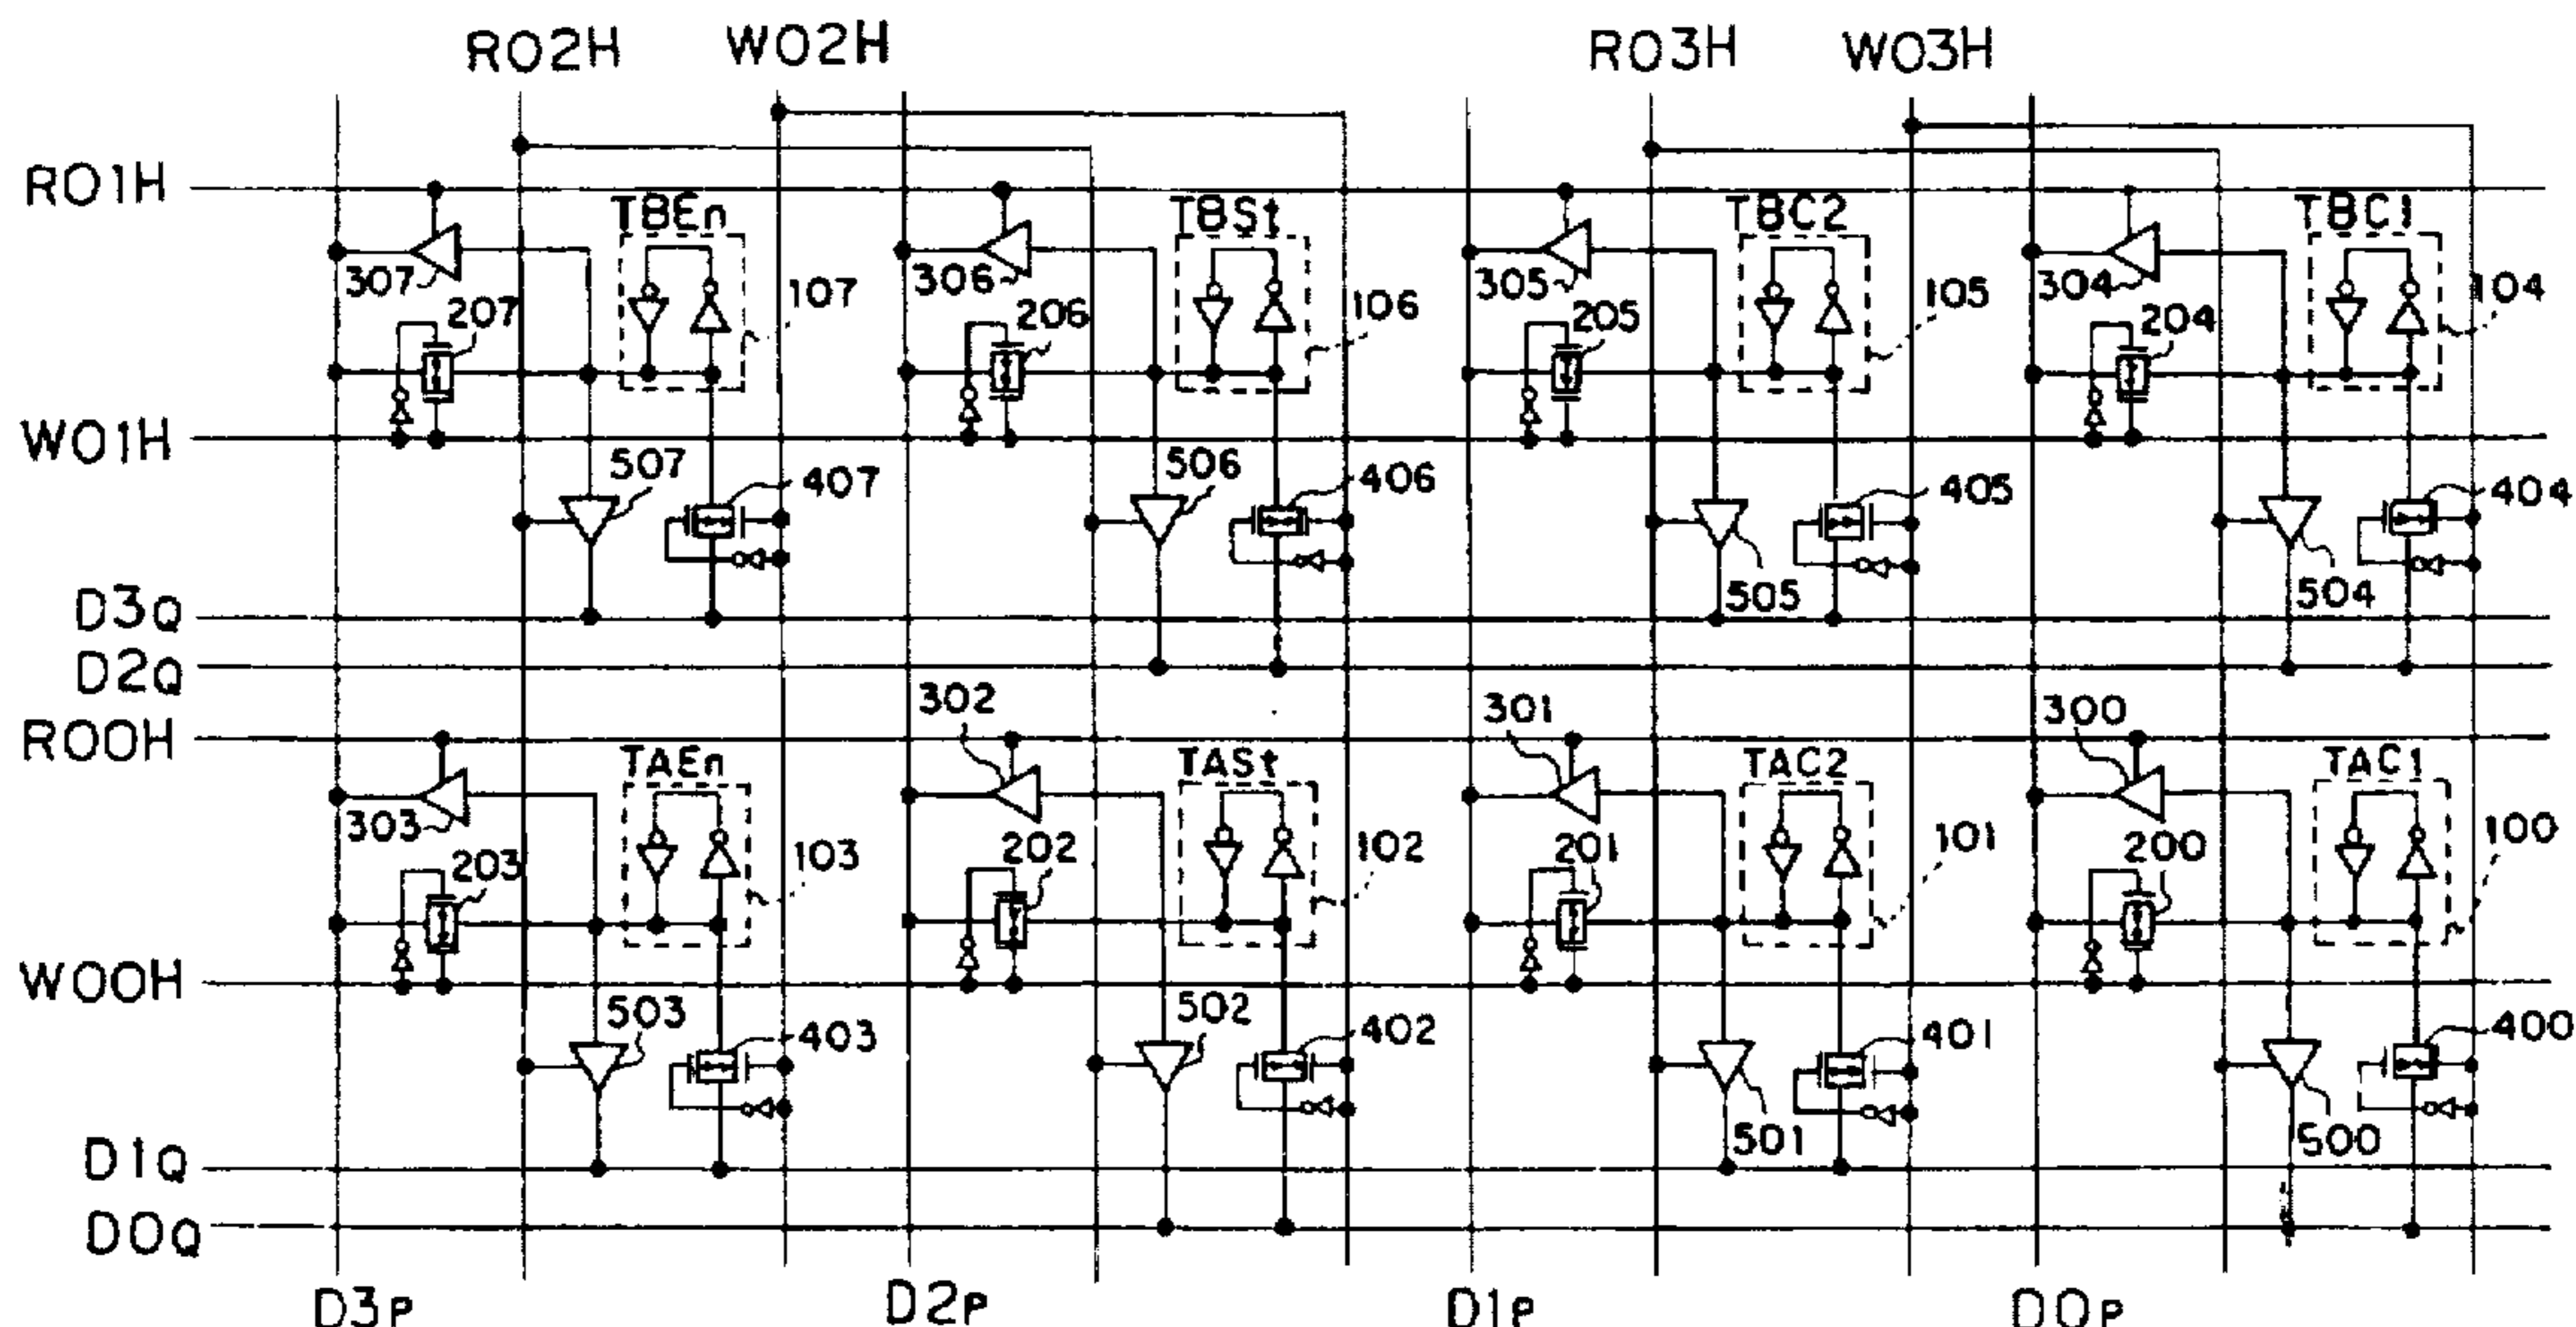 R02H W02H R03H W03H
R01H
TBEn TBSt TBC2 TBC1
307 306 305 304
107 106 105 104
207 206 205 204
W01H
507 506
407 406 405 404
D3Q
505 504
D2Q
302 301 300
R00H
TAEn TASt TAC2 TAC1
303
103 102 101 100
203 202 201 200
W00H
503 502
403 402 401 400
501 500
D1Q
D0Q
D3P D2P D1P D0P